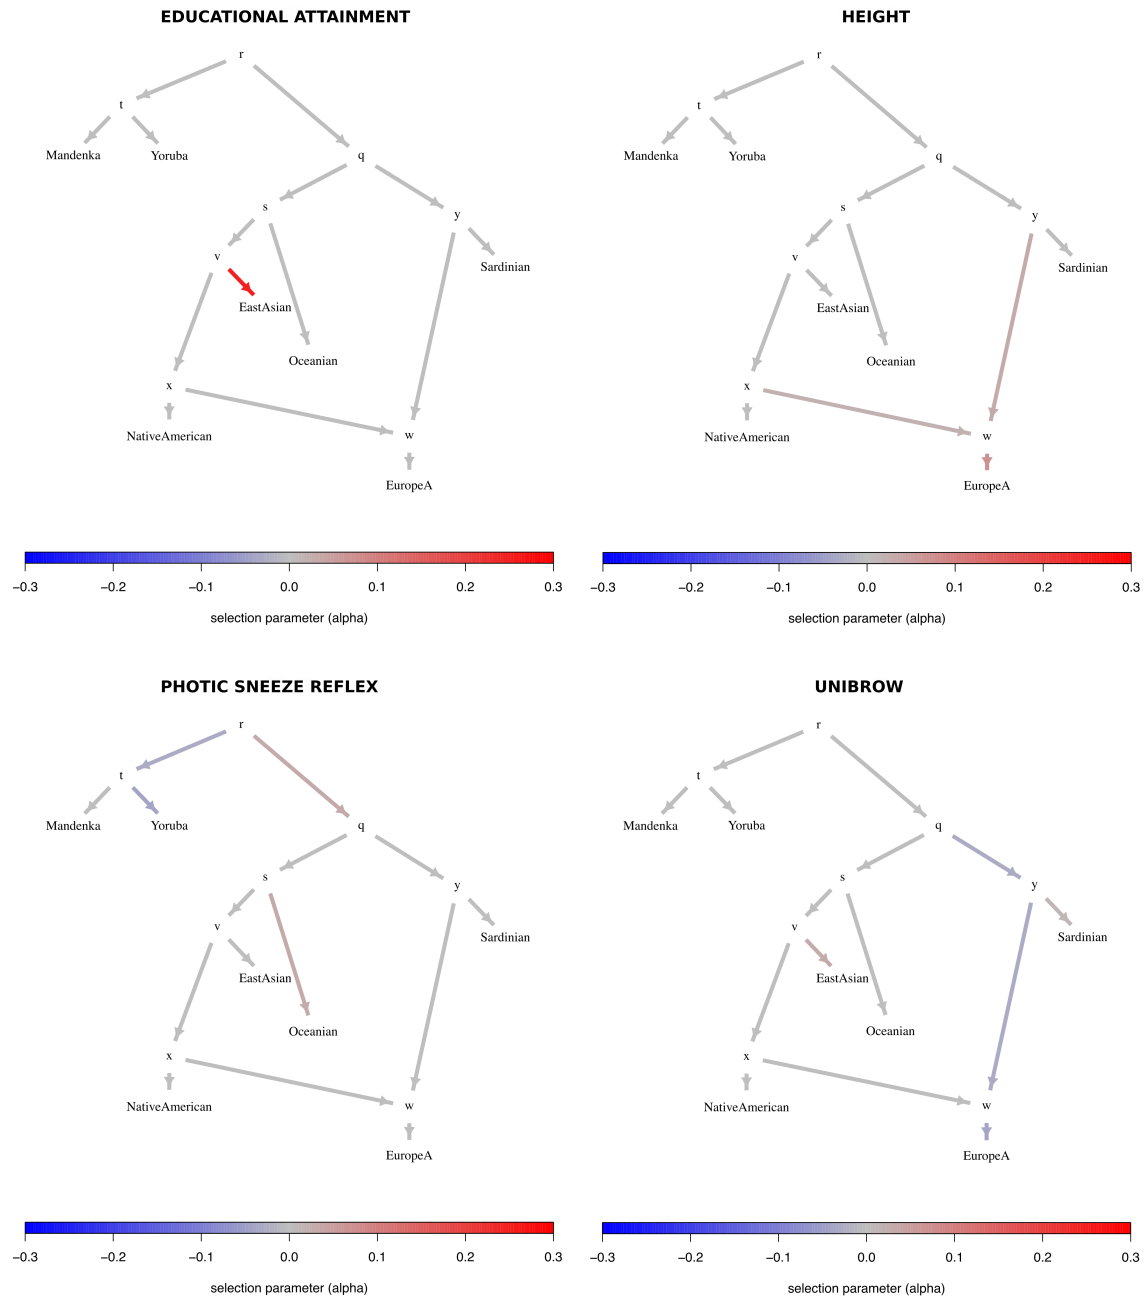 EDUCATIONAL ATTAINMENT
r
t
Mandenka
Yoruba
q
s
y
v
Sardinian
EastAsian
Oceanian
x
NativeAmerican
w
EuropeA
−0.3 −0.2 −0.1 0.0 0.1 0.2 0.3
selection parameter (alpha)
HEIGHT
r
t
Mandenka
Yoruba
q
s
y
v
Sardinian
EastAsian
Oceanian
x
NativeAmerican
w
EuropeA
−0.3 −0.2 −0.1 0.0 0.1 0.2 0.3
selection parameter (alpha)
PHOTIC SNEEZE REFLEX
r
t
Mandenka
Yoruba
q
s
y
v
Sardinian
EastAsian
Oceanian
x
NativeAmerican
w
EuropeA
−0.3 −0.2 −0.1 0.0 0.1 0.2 0.3
selection parameter (alpha)
UNIBROW
r
t
Mandenka
Yoruba
q
s
y
v
Sardinian
EastAsian
Oceanian
x
NativeAmerican
w
EuropeA
−0.3 −0.2 −0.1 0.0 0.1 0.2 0.3
selection parameter (alpha)